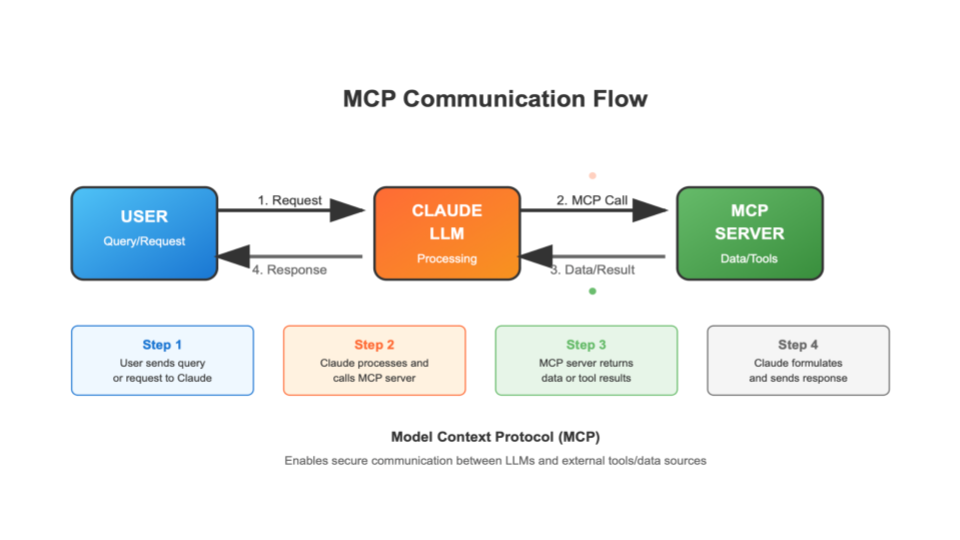 MCP Communication Flow
USER
Query/Request
1. Request
4. Response
CLAUDE
LLM
Processing
2. MCP Call
3. Data/Result
MCP
SERVER
Data/Tools
Step 1
User sends query
or request to Claude
Step 2
Claude processes and
calls MCP server
Step 3
MCP server returns
data or tool results
Step 4
Claude formulates
and sends response
Model Context Protocol (MCP)
Enables secure communication between LLMs and external tools/data sources